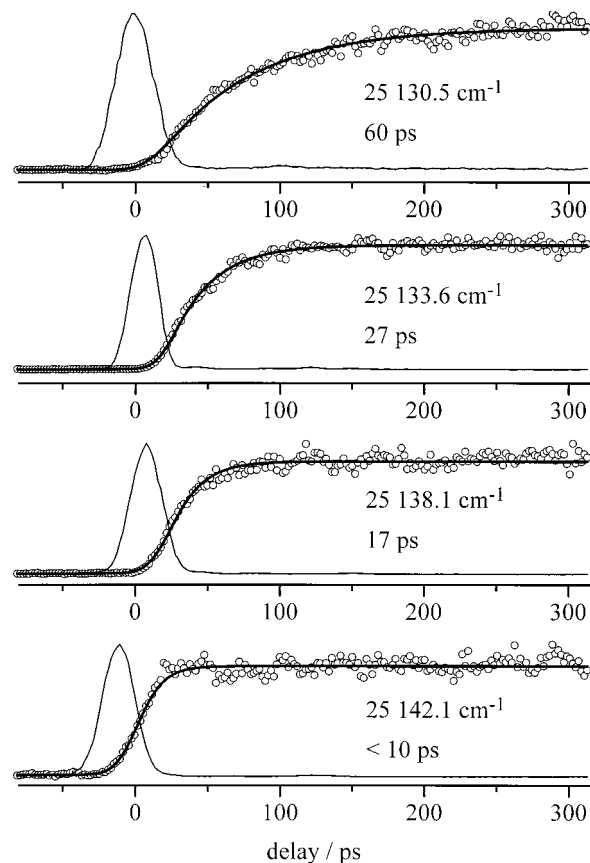 25 130.5 cm-1
60 ps
0 100 200 300
25 133.6 cm-1
27 ps
0 100 200 300
25 138.1 cm-1
17 ps
0 100 200 300
25 142.1 cm-1
< 10 ps
0 100 200 300
delay / ps